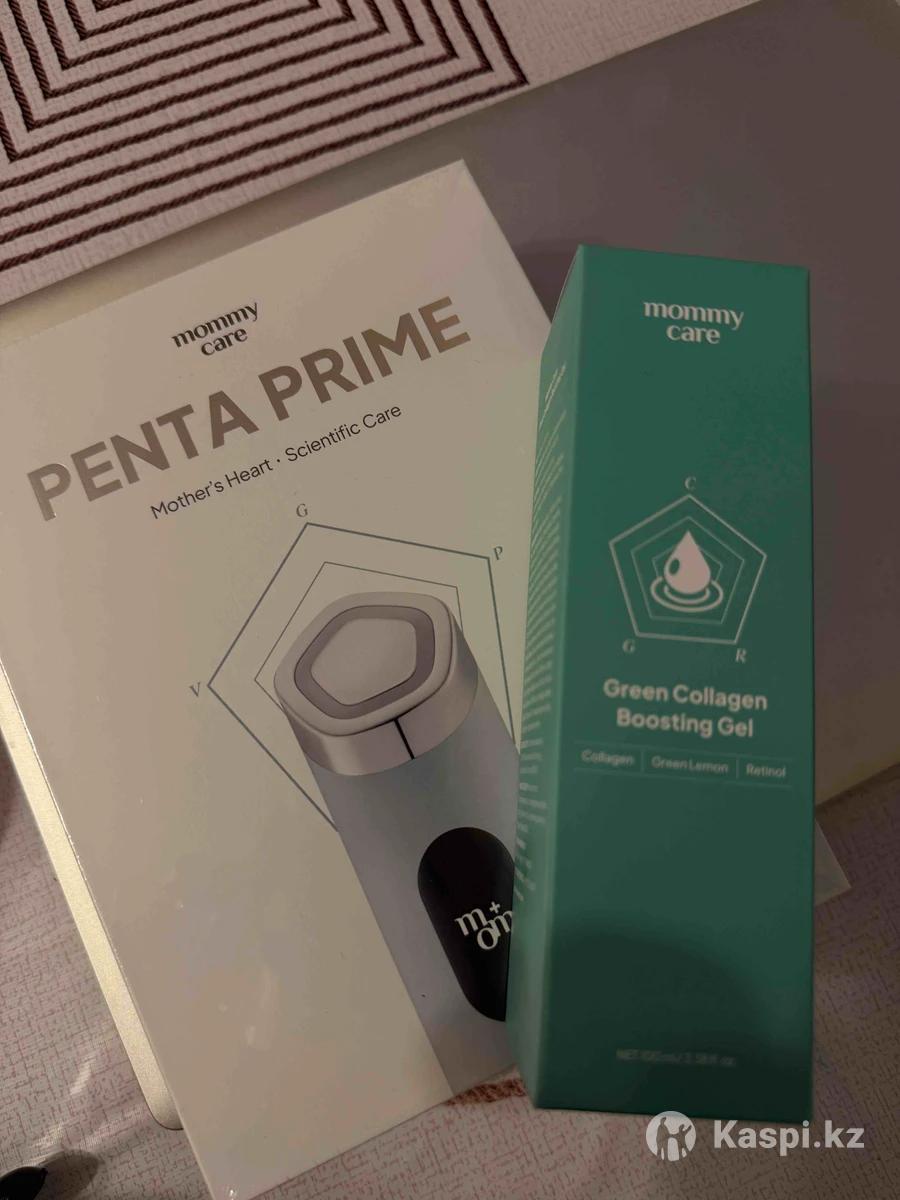 mommy
care
PENTA PRIME
Mother's Heart · Scientific Care
G
P
V
m+
om
mommy
care
C
G
R
Green Collagen
Boosting Gel
Collagen | Green Lemon | Retinol
Kaspi.kz